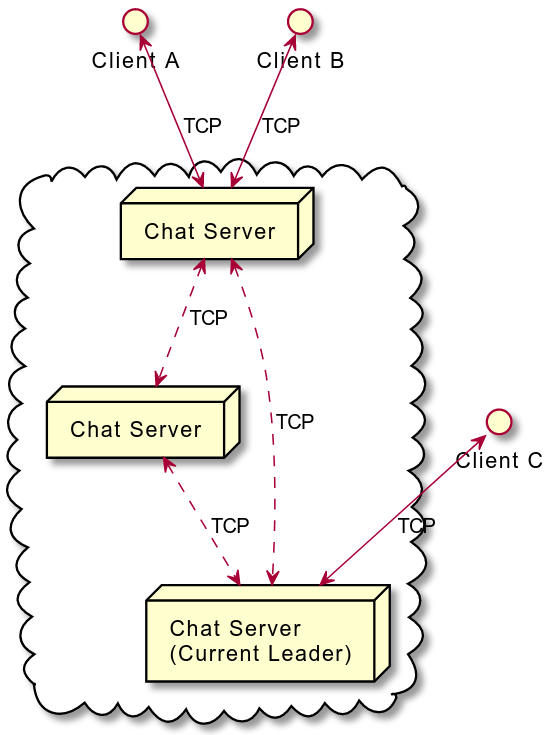 Client A
Client B
TCP
TCP
Chat Server
TCP
TCP
Chat Server
Client C
TCP
TCP
Chat Server
(Current Leader)